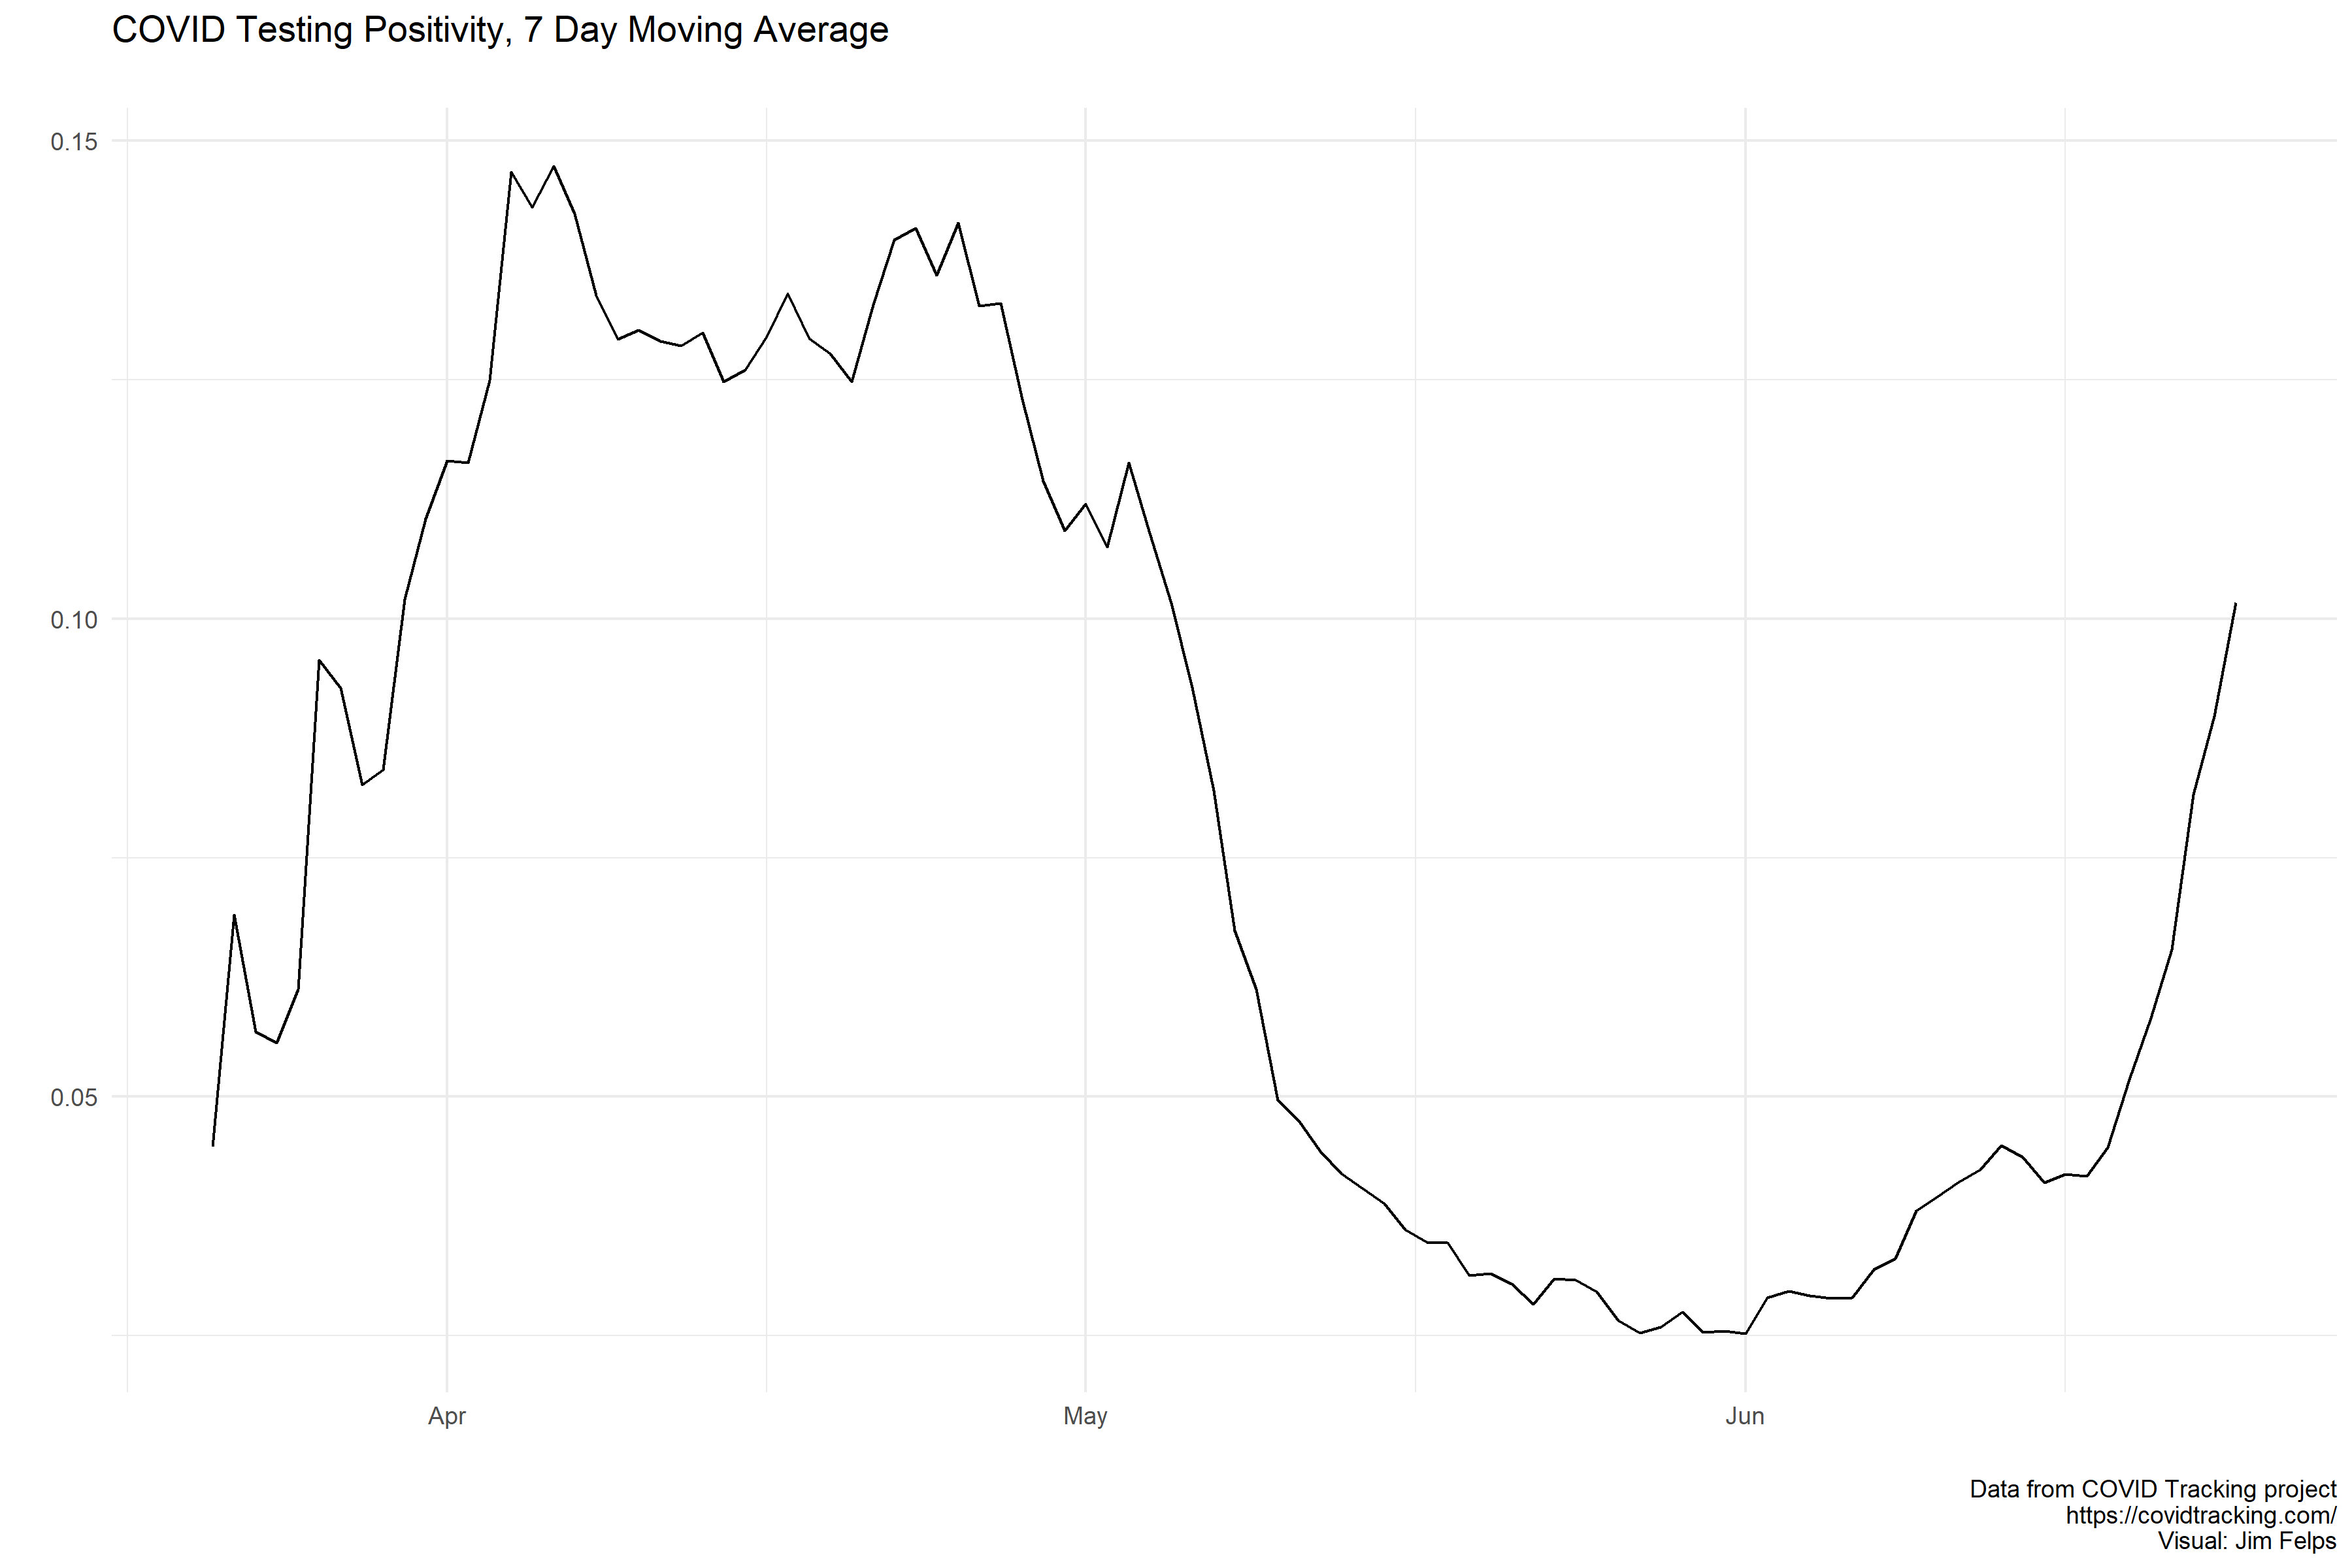 COVID Testing Positivity, 7 Day Moving Average
0.15
0.10
0.05
Apr
May
Jun
Data from COVID Tracking project
https://covidtracking.com/
Visual: Jim Felps